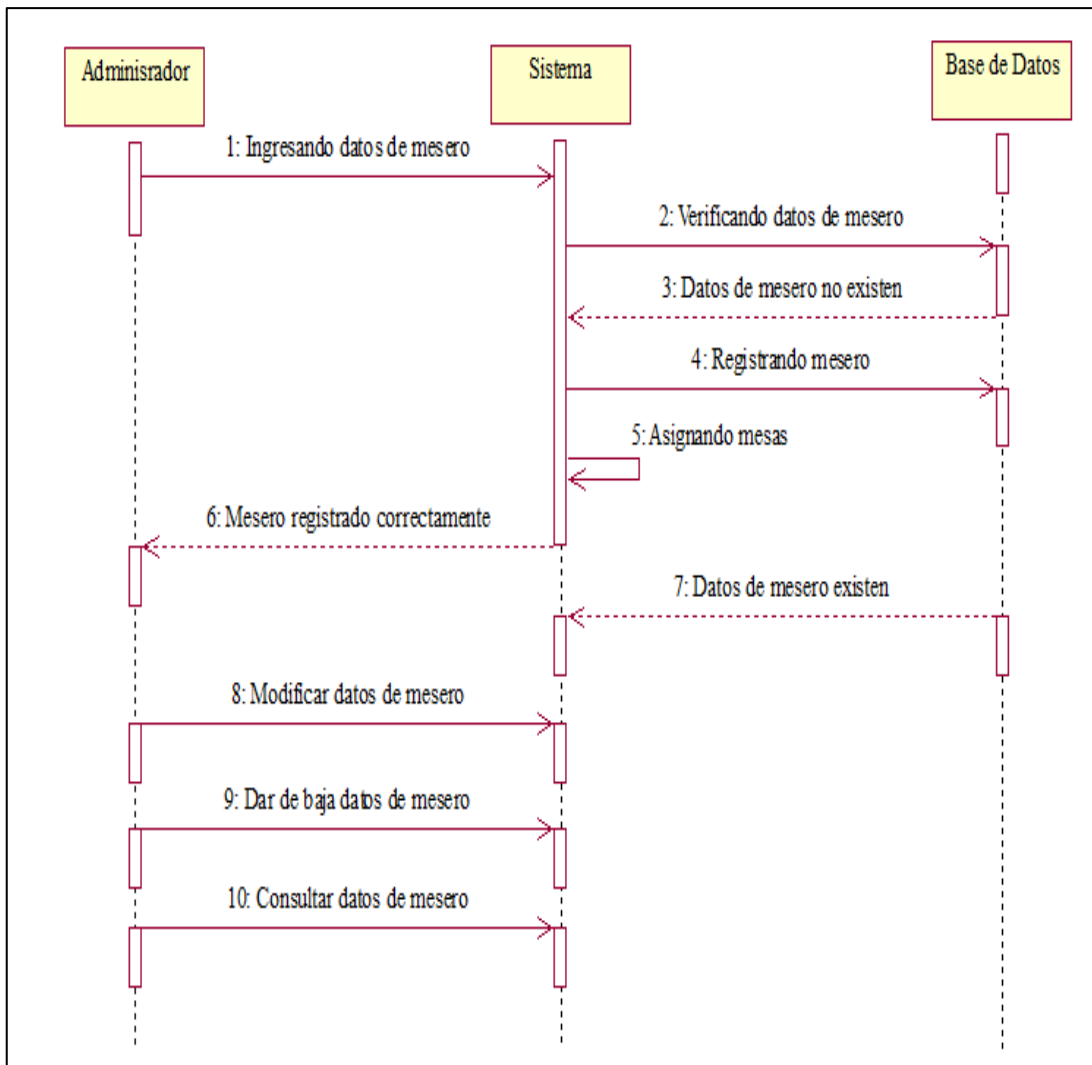 Adminisrador
Sistema
Base de Datos
1: Ingresando datos de mesero
2: Verificando datos de mesero
3: Datos de mesero no existen
4: Registrando mesero
5: Asignando mesas
6: Mesero registrado correctamente
7: Datos de mesero existen
8: Modificar datos de mesero
9: Dar de baja datos de mesero
10: Consultar datos de mesero